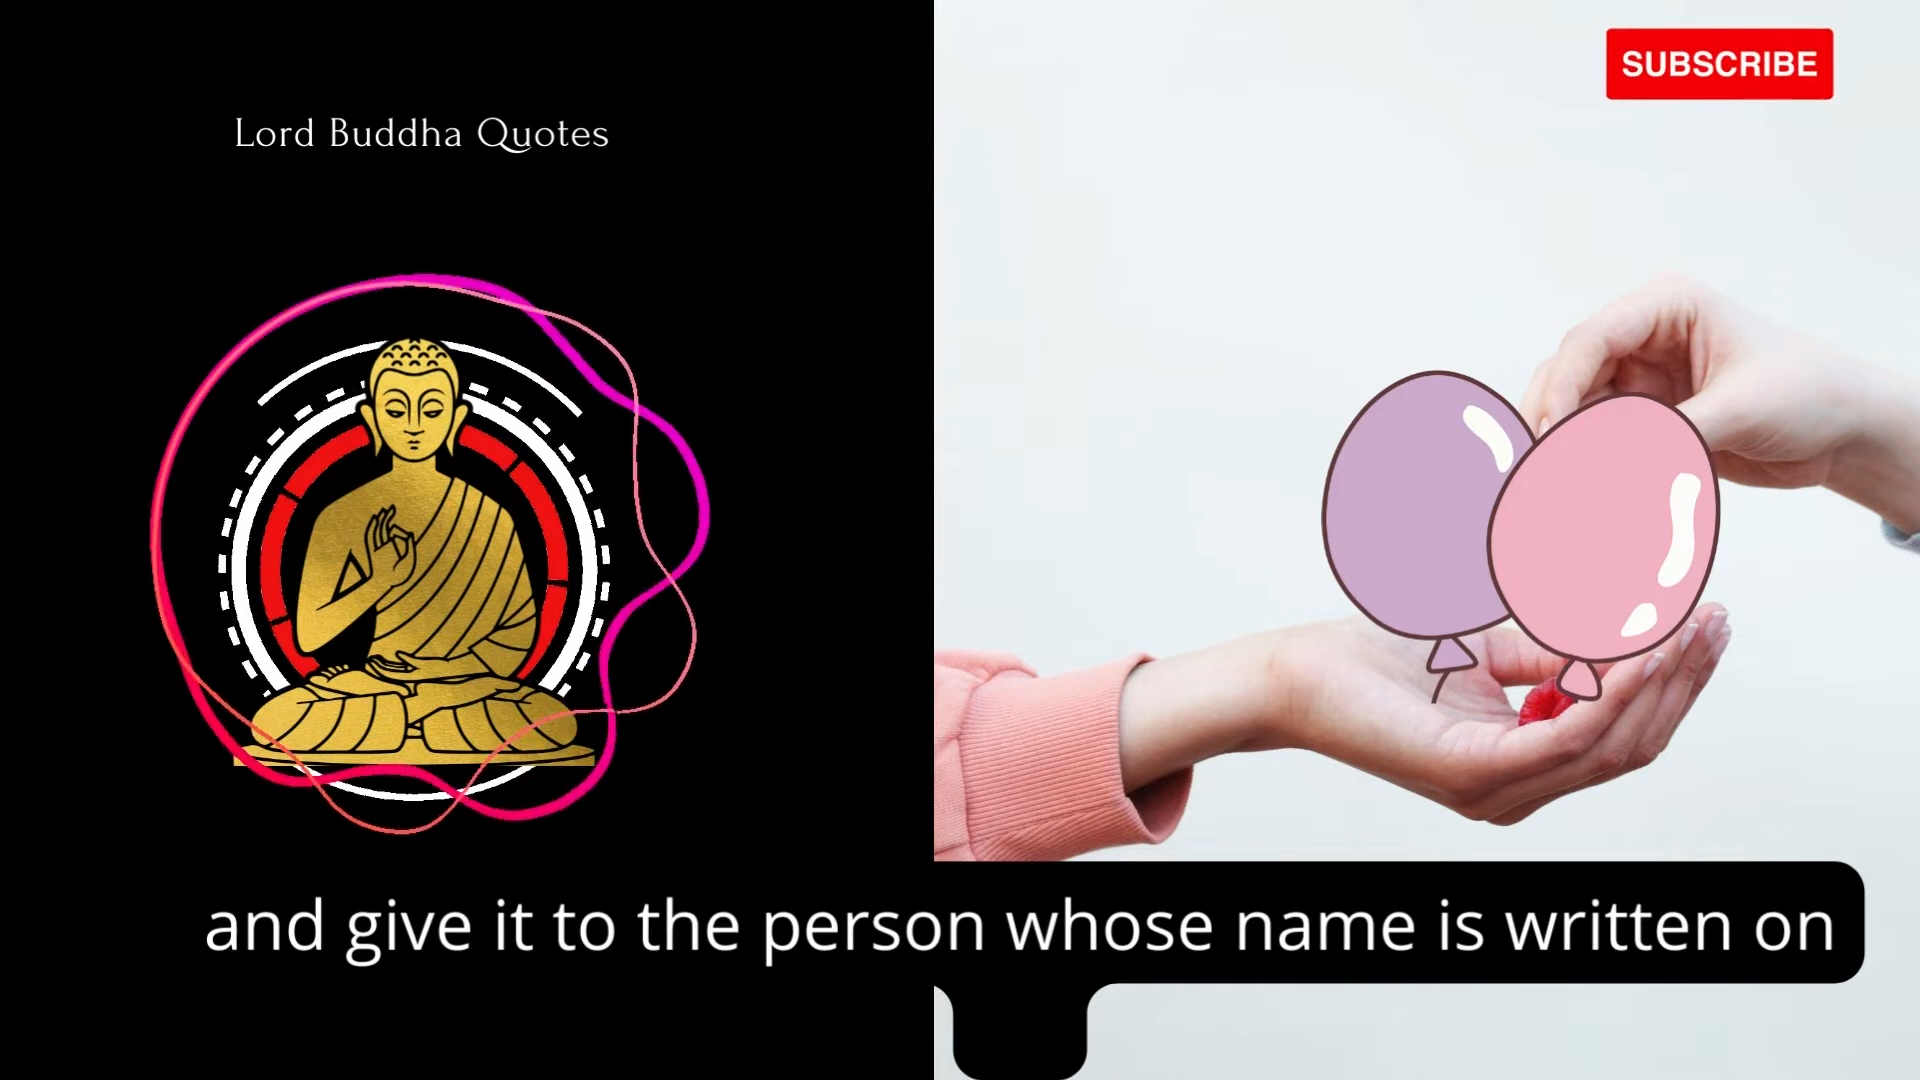 SUBSCRIBE
Lord Buddha Quotes
and give it to the person whose name is written on